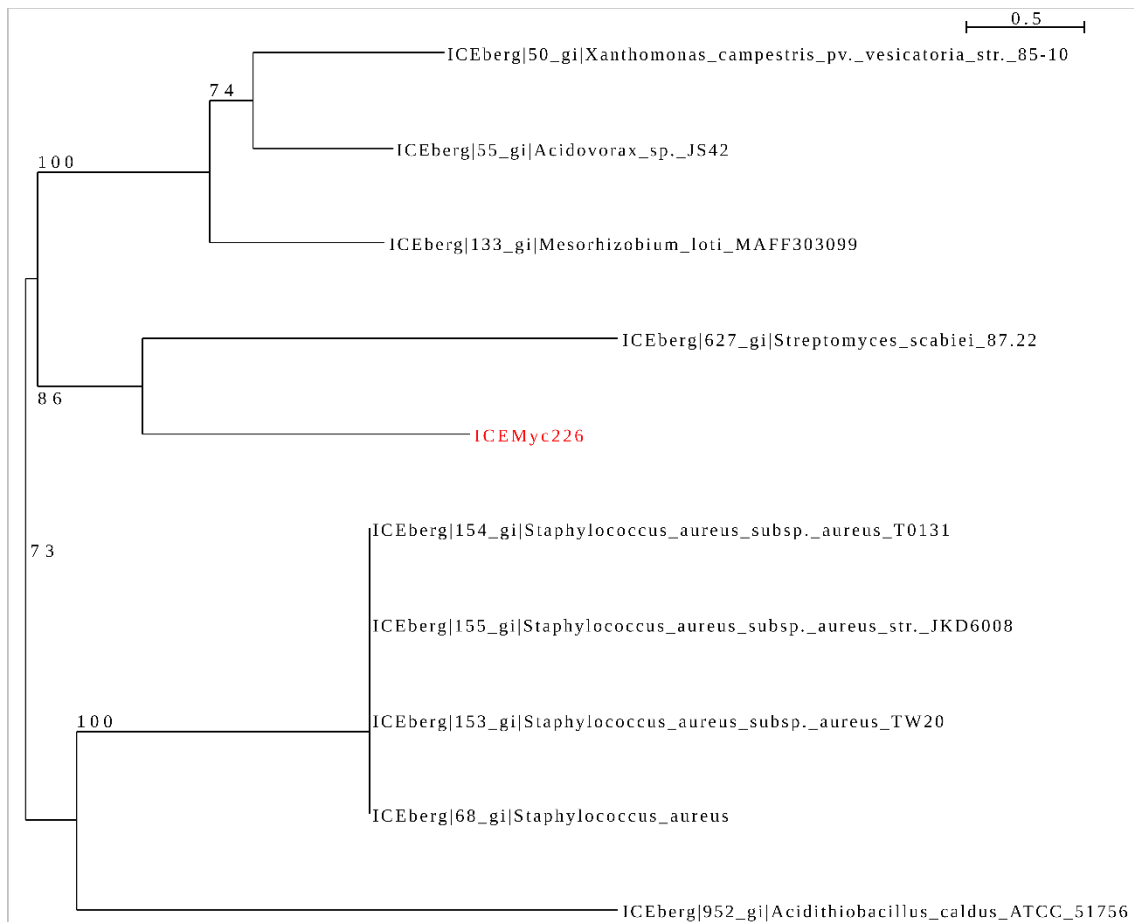 0.5
ICEberg|50_gi|Xanthomonas_campestris_pv._vesicatoria_str._85-10
74
ICEberg|55_gi|Acidovorax_sp._JS42
100
ICEberg|133_gi|Mesorhizobium_loti_MAFF303099
ICEberg|627_gi|Streptomyces_scabiei_87.22
86
ICEMyc226
ICEberg|154_gi|Staphylococcus_aureus_subsp._aureus_T0131
73
ICEberg|155_gi|Staphylococcus_aureus_subsp._aureus_str._JKD6008
100
ICEberg|153_gi|Staphylococcus_aureus_subsp._aureus_TW20
ICEberg|68_gi|Staphylococcus_aureus
ICEberg|952_gi|Acidithiobacillus_caldus_ATCC_51756